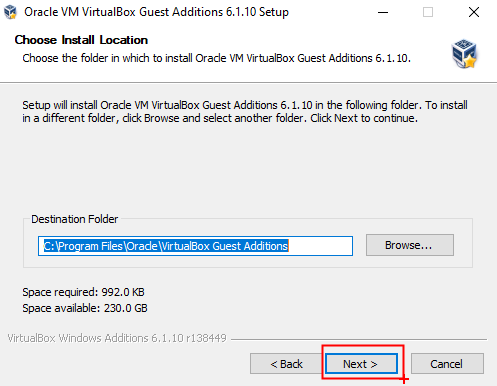 Oracle VM VirtualBox Guest Additions 6.1.10 Setup
Choose Install Location
Choose the folder in which to install Oracle VM VirtualBox Guest Additions 6.1.10.
Setup will install Oracle VM VirtualBox Guest Additions 6.1.10 in the following folder. To install
in a different folder, click Browse and select another folder. Click Next to continue.
Destination Folder
C:\Program Files\Oracle\VirtualBox Guest Additions
Browse...
Space required: 992.0 KB
Space available: 230.0 GB
VirtualBox Windows Additions 6.1.10 r138449
< Back
Next >
Cancel